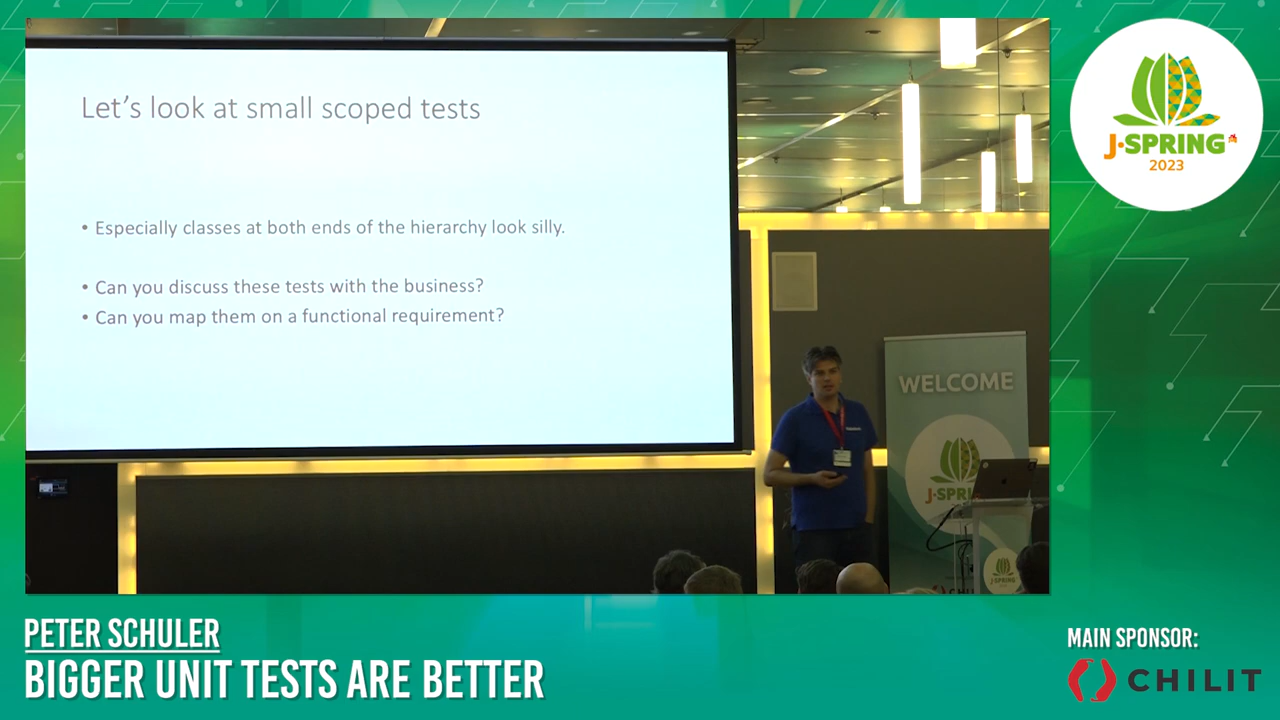 Let's look at small scoped tests
• Especially classes at both ends of the hierarchy look silly.
• Can you discuss these tests with the business?
• Can you map them on a functional requirement?
WELCOME
J·SPRING
2023
PETER SCHULER
BIGGER UNIT TESTS ARE BETTER
MAIN SPONSOR:
CHILIT